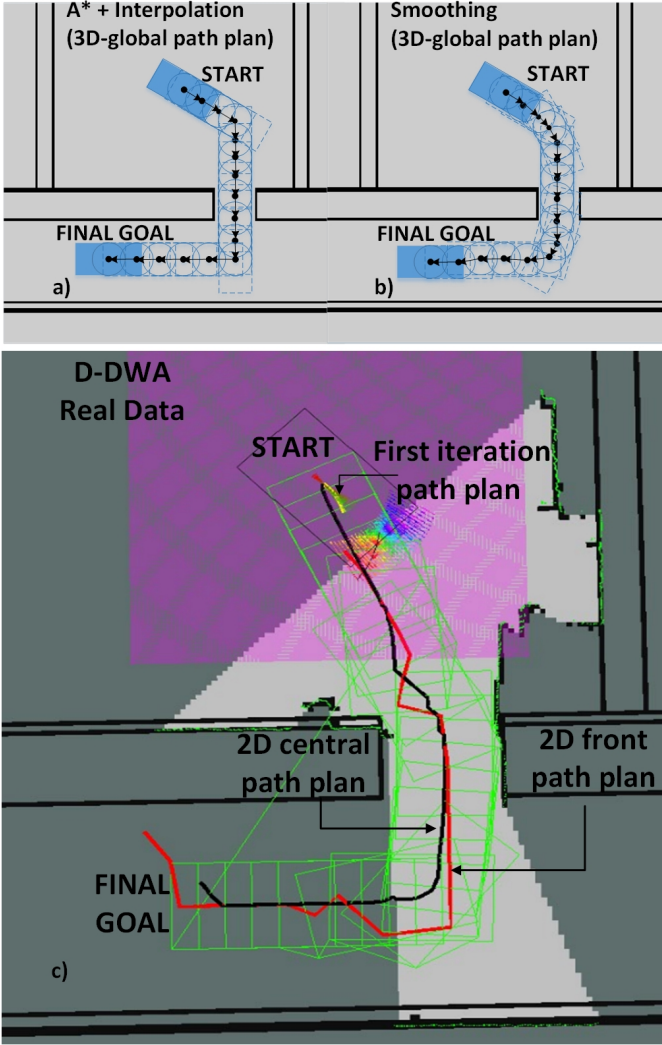 A* + Interpolation
(3D-global path plan)
START
FINAL GOAL
a)
Smoothing
(3D-global path plan)
START
FINAL GOAL
b)
D-DWA
Real Data
START
First iteration
path plan
2D central
path plan
2D front
path plan
FINAL
GOAL
c)